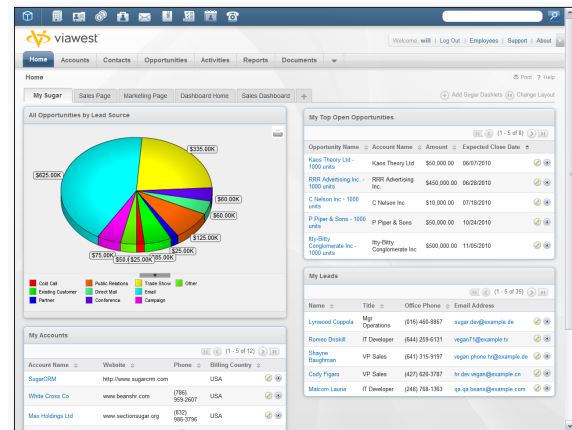 viewest
Welcome, will | Log Out | Employees | Support | About
Home Accounts Contacts Opportunities Activities Reports Documents
Home
Print ? Help
My Sugar Sales Page Marketing Page Dashboard Home Sales Dashboard +
Add Sugar Dashlets Change Layout
All Opportunities by Lead Source
$335.00K
$625.00K
$60.00K
$60.00K
$125.00K
$25.00K
$75.00K
$25.00K
Cold Call Public Relations Trade Show Other
Existing Customer Direct Mail Email
Partner Conference Campaign
My Accounts
(1 - 5 of 12)
Account Name Website Phone Billing Country
SugarCRM http://www.sugarcrm.com USA
White Cross Co www.beanshr.com (786) 959-2607 USA
Max Holdings Ltd www.sectionsugar.org (832) 986-3796 USA
My Top Open Opportunities
(1 - 5 of 8)
Opportunity Name Account Name Amount Expected Close Date
Kaos Theory Ltd - 1000 units Kaos Theory Ltd $50,000.00 06/07/2010
RRR Advertising Inc. - 1000 units RRR Advertising Inc. $450,000.00 06/28/2010
C Nelson Inc - 1000 units C Nelson Inc $10,000.00 07/18/2010
P Piper & Sons - 1000 units P Piper & Sons $50,000.00 10/24/2010
Itty-Bitty Conglomerate Inc - 1000 units Itty-Bitty Conglomerate Inc $500,000.00 11/05/2010
My Leads
(1 - 5 of 35)
Name Title Office Phone Email Address
Lynwood Coppola Mgr Operations (016) 460-8867 sugar.dev@example.de
Romeo Driskill IT Developer (644) 259-6131 vegan71@example.tv
Shayne Baughman VP Sales (641) 315-9197 vegan.phone.hr@example.de
Cody Figars VP Sales (427) 620-3787 hr.dev.vegan@example.cn
Malcom Lauria IT Developer (248) 768-1363 qa.qa.beans@example.com